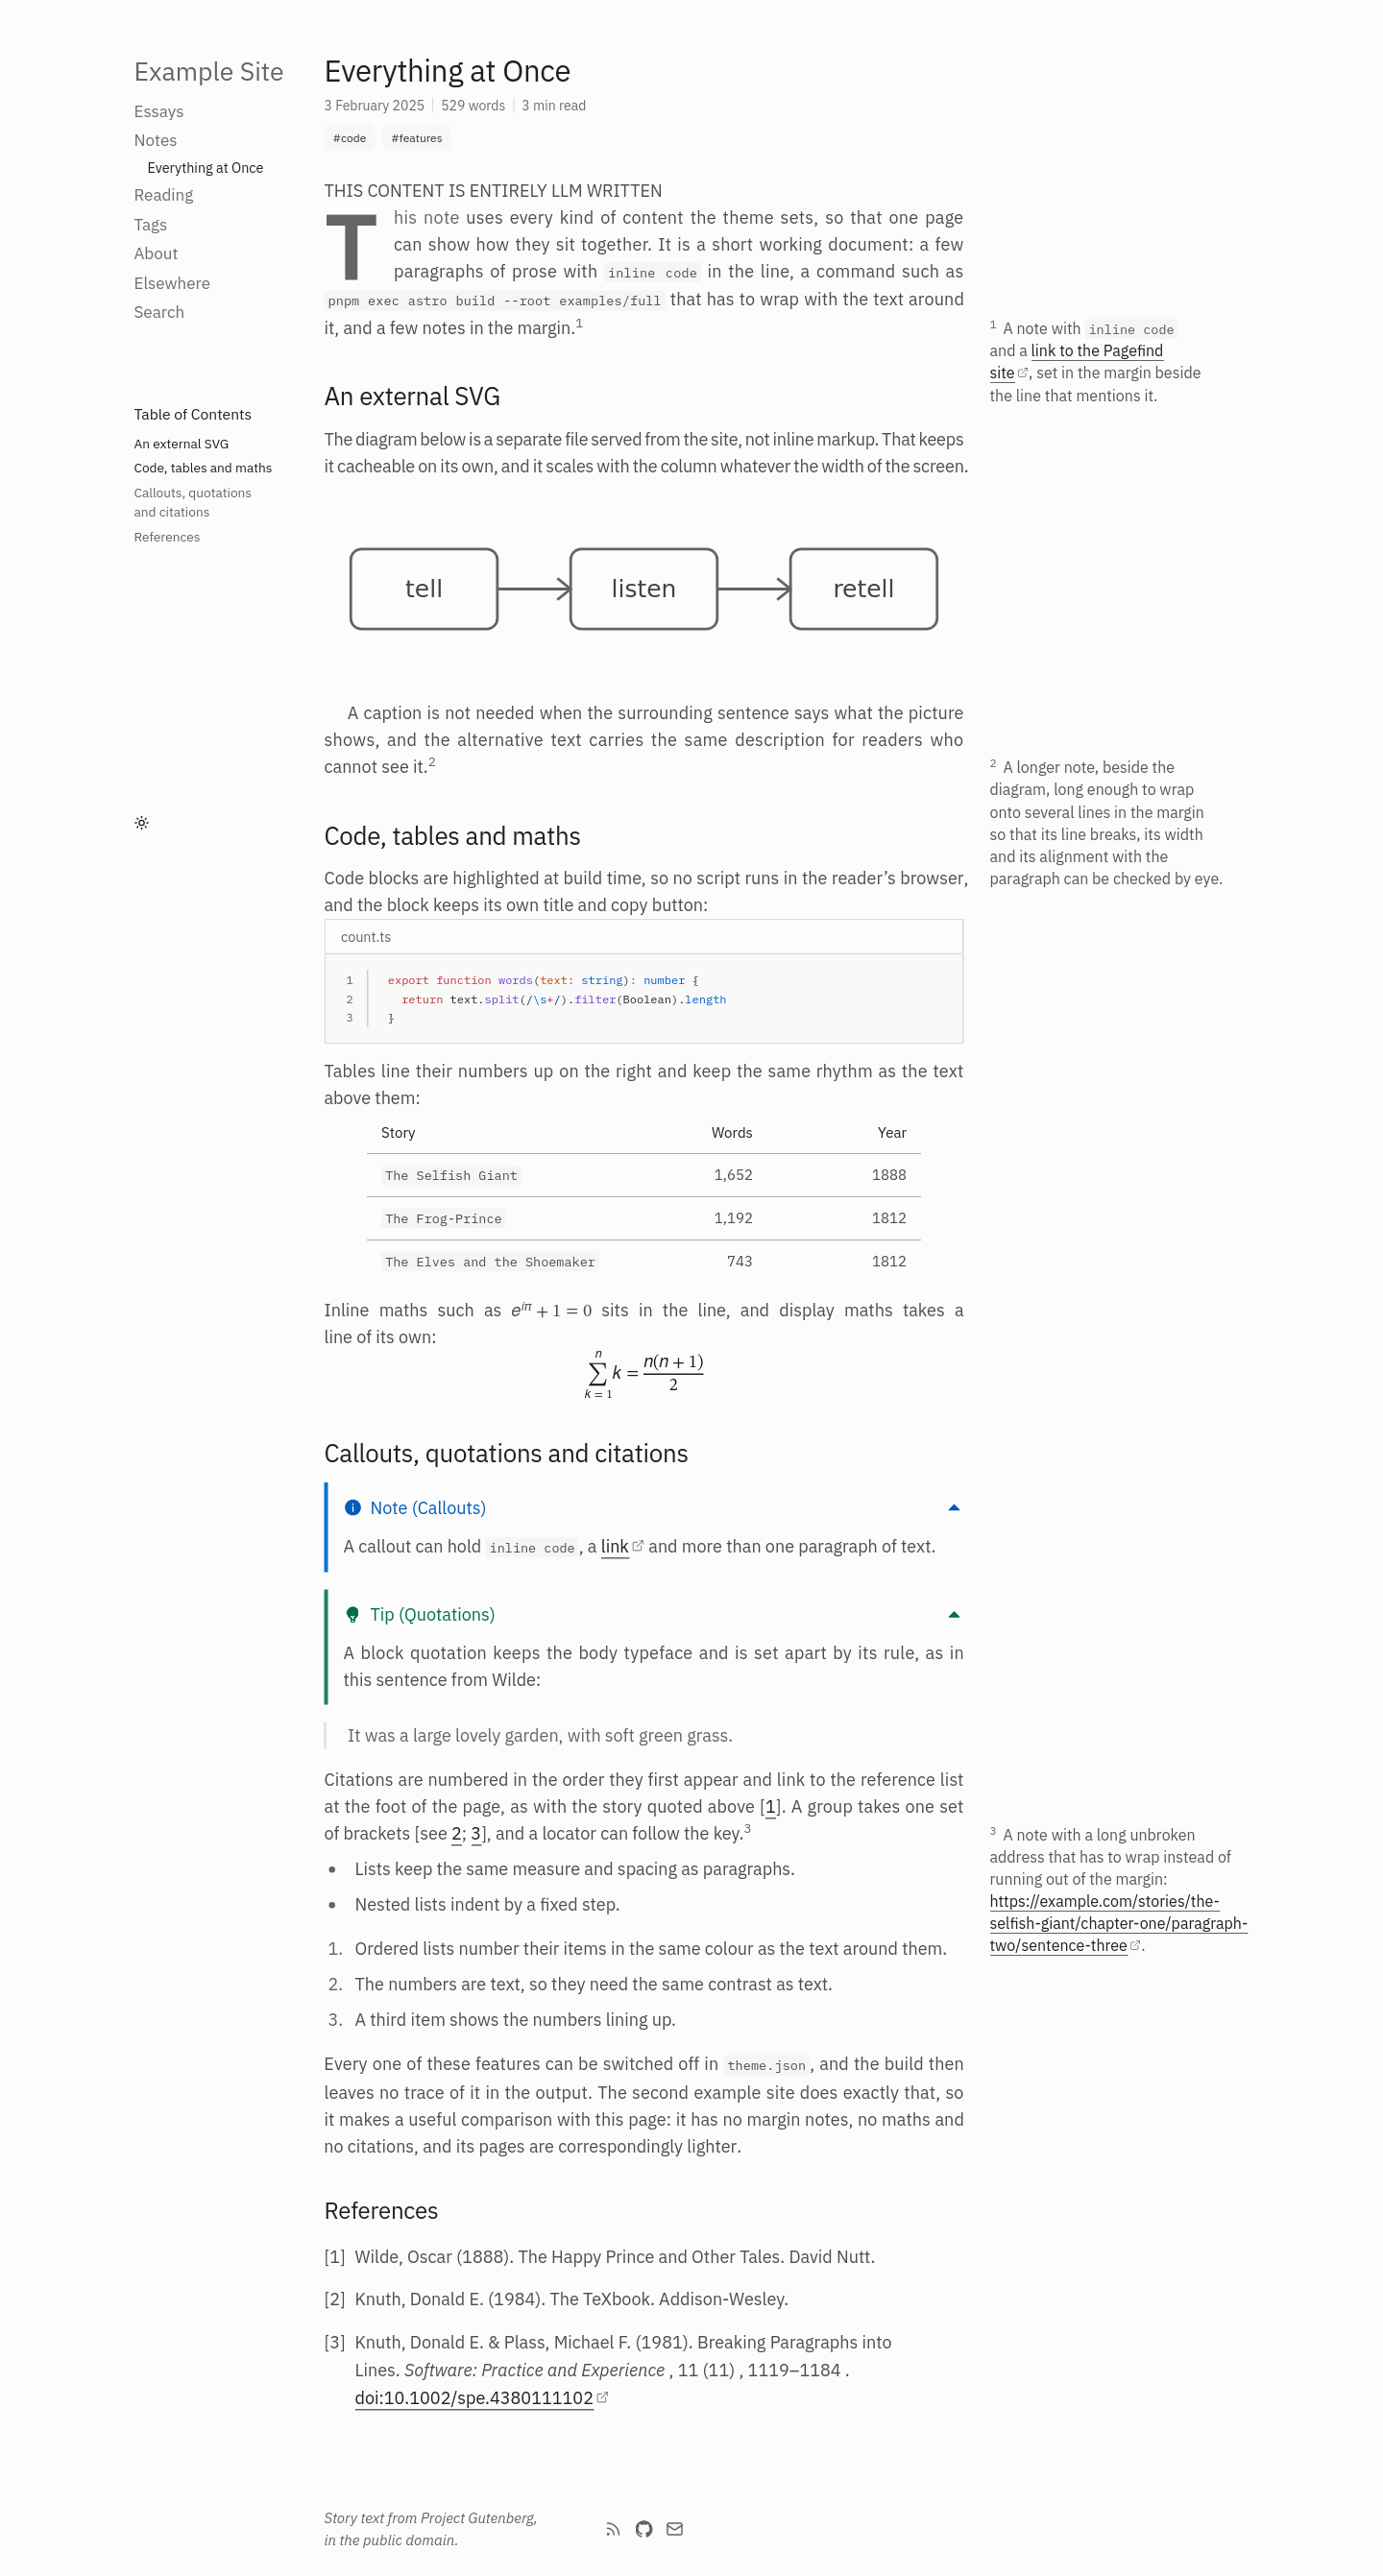 Example Site
Essays
Notes
Everything at Once
Reading
Tags
About
Elsewhere
Search
Table of Contents
An external SVG
Code, tables and maths
Callouts, quotations
and citations
References
Everything at Once
3 February 2025 529 words 3 min read
#code #features
THIS CONTENT IS ENTIRELY LLM WRITTEN
This note uses every kind of content the theme sets, so that one page
can show how they sit together. It is a short working document: a few
paragraphs of prose with inline code in the line, a command such as
pnpm exec astro build --root examples/full that has to wrap with the text around
it, and a few notes in the margin.1
1 A note with inline code
and a link to the Pagefind
site, set in the margin beside
the line that mentions it.
An external SVG
The diagram below is a separate file served from the site, not inline markup. That keeps
it cacheable on its own, and it scales with the column whatever the width of the screen.
tell listen retell
A caption is not needed when the surrounding sentence says what the picture
shows, and the alternative text carries the same description for readers who
cannot see it.2
2 A longer note, beside the
diagram, long enough to wrap
onto several lines in the margin
so that its line breaks, its width
and its alignment with the
paragraph can be checked by eye.
Code, tables and maths
Code blocks are highlighted at build time, so no script runs in the reader’s browser,
and the block keeps its own title and copy button:
count.ts
1 export function words(text: string): number {
2 return text.split(/\s+/).filter(Boolean).length
3 }
Tables line their numbers up on the right and keep the same rhythm as the text
above them:
Story Words Year
The Selfish Giant 1,652 1888
The Frog-Prince 1,192 1812
The Elves and the Shoemaker 743 1812
Inline maths such as e^{iπ} + 1 = 0 sits in the line, and display maths takes a
line of its own:
∑_{k = 1}^{n} k = n(n + 1)/2
Callouts, quotations and citations
Note (Callouts)
A callout can hold inline code, a link and more than one paragraph of text.
Tip (Quotations)
A block quotation keeps the body typeface and is set apart by its rule, as in
this sentence from Wilde:
It was a large lovely garden, with soft green grass.
Citations are numbered in the order they first appear and link to the reference list
at the foot of the page, as with the story quoted above [1]. A group takes one set
of brackets [see 2; 3], and a locator can follow the key.3
3 A note with a long unbroken
address that has to wrap instead of
running out of the margin:
https://example.com/stories/the-
selfish-giant/chapter-one/paragraph-
two/sentence-three.
• Lists keep the same measure and spacing as paragraphs.
• Nested lists indent by a fixed step.
1. Ordered lists number their items in the same colour as the text around them.
2. The numbers are text, so they need the same contrast as text.
3. A third item shows the numbers lining up.
Every one of these features can be switched off in theme.json, and the build then
leaves no trace of it in the output. The second example site does exactly that, so
it makes a useful comparison with this page: it has no margin notes, no maths and
no citations, and its pages are correspondingly lighter.
References
[1] Wilde, Oscar (1888). The Happy Prince and Other Tales. David Nutt.
[2] Knuth, Donald E. (1984). The TeXbook. Addison-Wesley.
[3] Knuth, Donald E. & Plass, Michael F. (1981). Breaking Paragraphs into
Lines. Software: Practice and Experience , 11 (11) , 1119–1184 .
doi:10.1002/spe.4380111102
Story text from Project Gutenberg,
in the public domain.